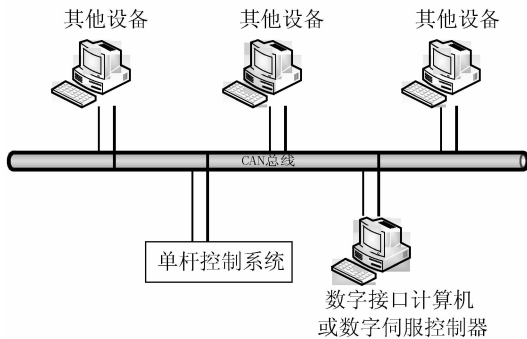 其他设备
其他设备
其他设备
CAN总线
单杆控制系统
数字接口计算机
或数字伺服控制器